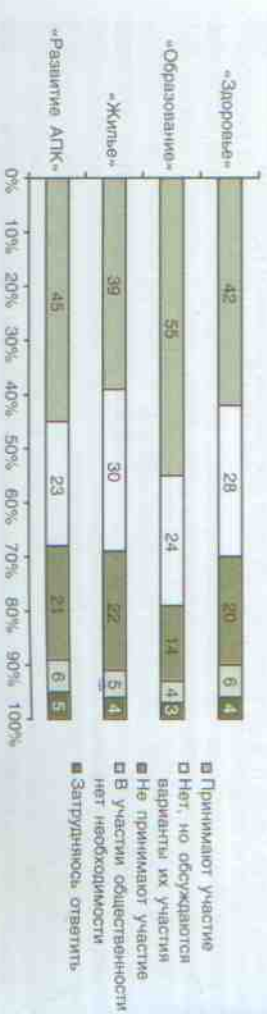 «Здоровье»
42 28 20 6 4
«Образование»
55 24 14 4 3
«Жилье»
39 30 22 5 4
«Развитие АПК»
45 23 21 6 5
0% 10% 20% 30% 40% 50% 60% 70% 80% 90% 100%
Принимают участие
Нет, но обсуждаются
варианты их участия
Не принимают участие
В участии общественности
нет необходимости
Затрудняюсь ответить